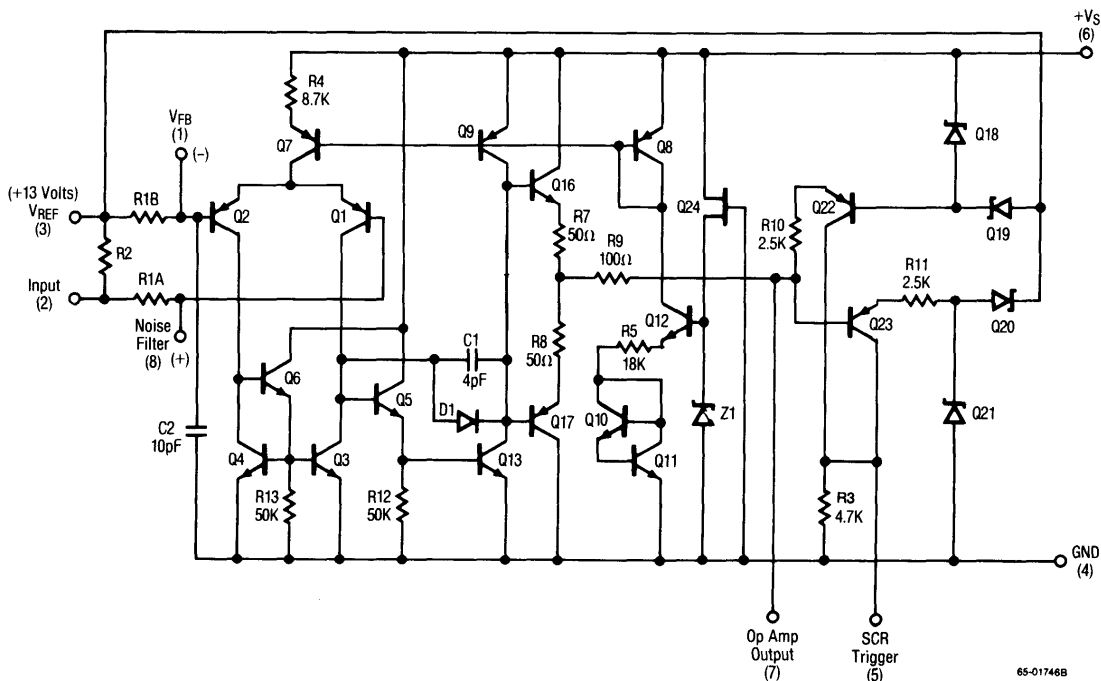 +VS
(6)
R4
8.7K
VFB
(1)
(−)
Q7
Q9
Q8
Q18
Q16
(+13 Volts)
VREF
(3)
R1B
Q2
Q1
R7
50Ω
Q24
R10
2.5K
Q22
Q19
R2
R9
100Ω
R11
2.5K
Input
(2)
R1A
Noise
Filter
(8)
(+)
R8
50Ω
Q12
Q23
Q20
R5
18K
C1
4pF
Q6
Q5
D1
Q17
Q10
Z1
Q21
C2
10pF
Q4
Q3
Q13
Q11
R13
50K
R12
50K
R3
4.7K
GND
(4)
Op Amp
Output
(7)
SCR
Trigger
(5)
65-01746B